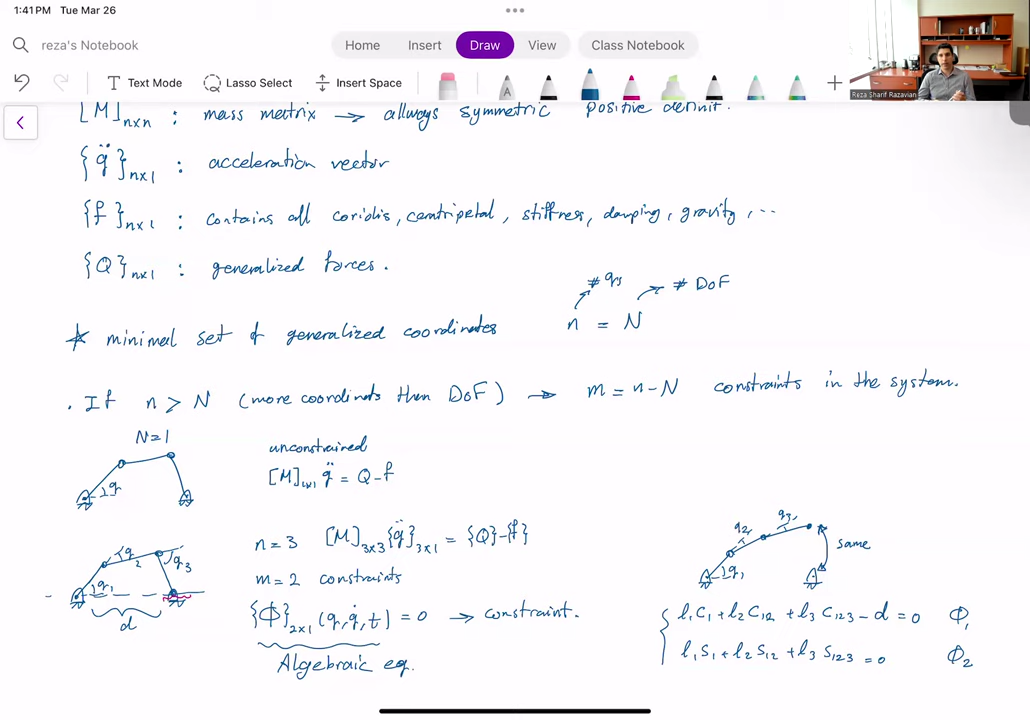 1:41 PM Tue Mar 26
reza's Notebook
Home Insert Draw View Class Notebook
Text Mode Lasso Select Insert Space
Reza Sharif Razavian
[M]nxn : mass matrix → allways symmetric positive definit.
{q̈}nx1 : acceleration vector
{f}nx1 : contains all coriolis, centripetal, stiffness, damping, gravity, ...
{Q}nx1 : generalized forces.
# qs # DoF
* minimal set of generalized coordinates n = N
. If n > N (more coordinats then DoF) → m = n - N constraints in the system.
N=1
unconstrained
q
[M]1x1 q̈ = Q - f
n = 3 [M]3x3 {q̈}3x1 = {Q} - {f}
q1 q2 q3
d
q1 q2 q3
same
m = 2 constraints
{Φ}2x1 (q, q̇, t) = 0 → constraint.
Algebraic eq.
l1 C1 + l2 C12 + l3 C123 - d = 0 Φ1
l1 S1 + l2 S12 + l3 S123 = 0 Φ2